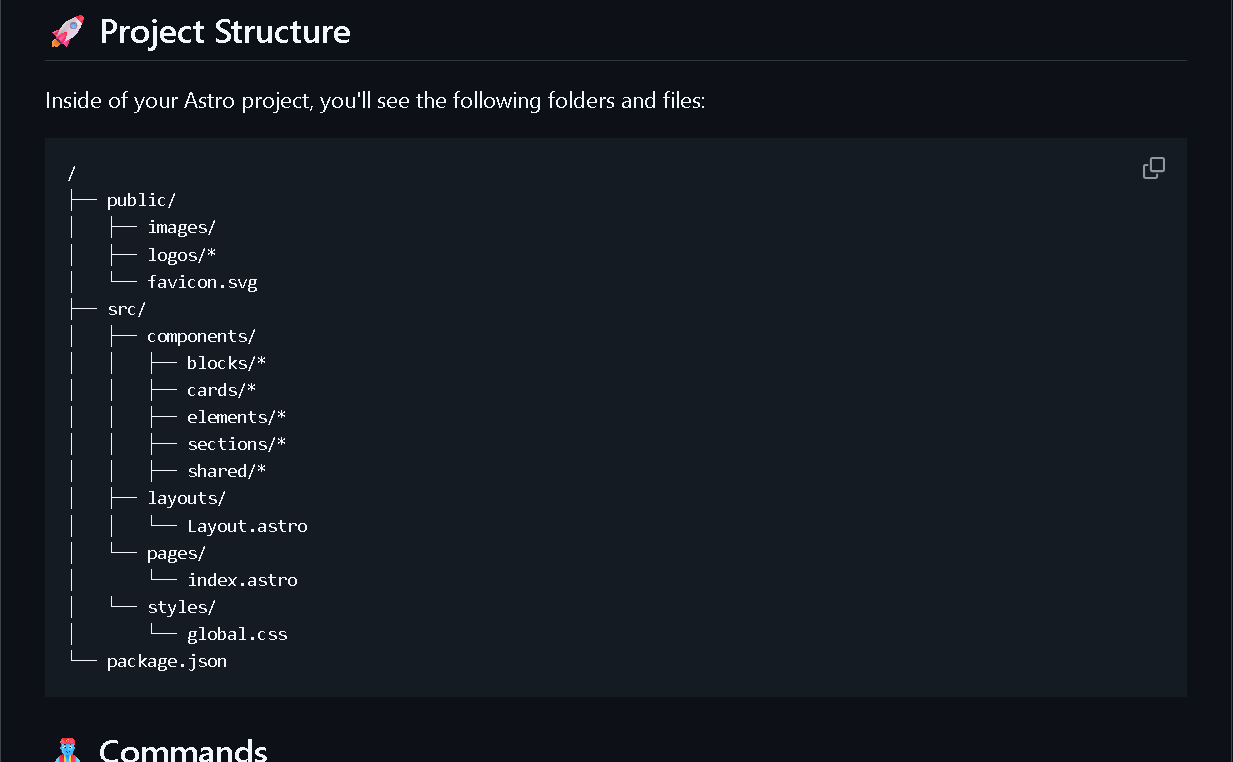 🚀 Project Structure
Inside of your Astro project, you'll see the following folders and files:
/
├── public/
│   ├── images/
│   ├── logos/*
│   └── favicon.svg
├── src/
│   ├── components/
│   │   ├── blocks/*
│   │   ├── cards/*
│   │   ├── elements/*
│   │   ├── sections/*
│   │   ├── shared/*
│   ├── layouts/
│   │   └── Layout.astro
│   └── pages/
│       └── index.astro
│   └── styles/
│       └── global.css
└── package.json
Commands